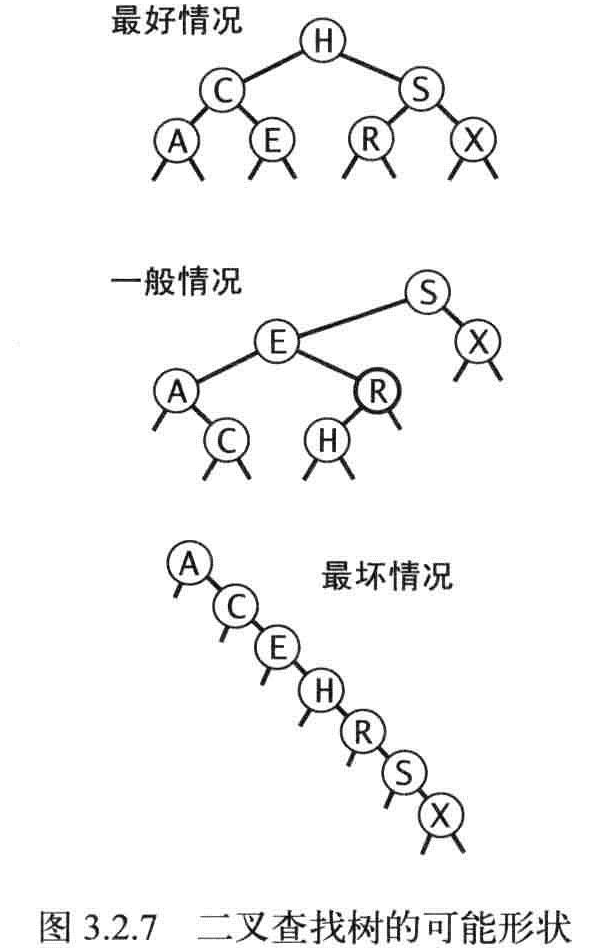 最好情况
H
C S
A E R X
一般情况
S
E X
A R
C H
最坏情况
A
C
E
H
R
S
X
图 3.2.7 二叉查找树的可能形状